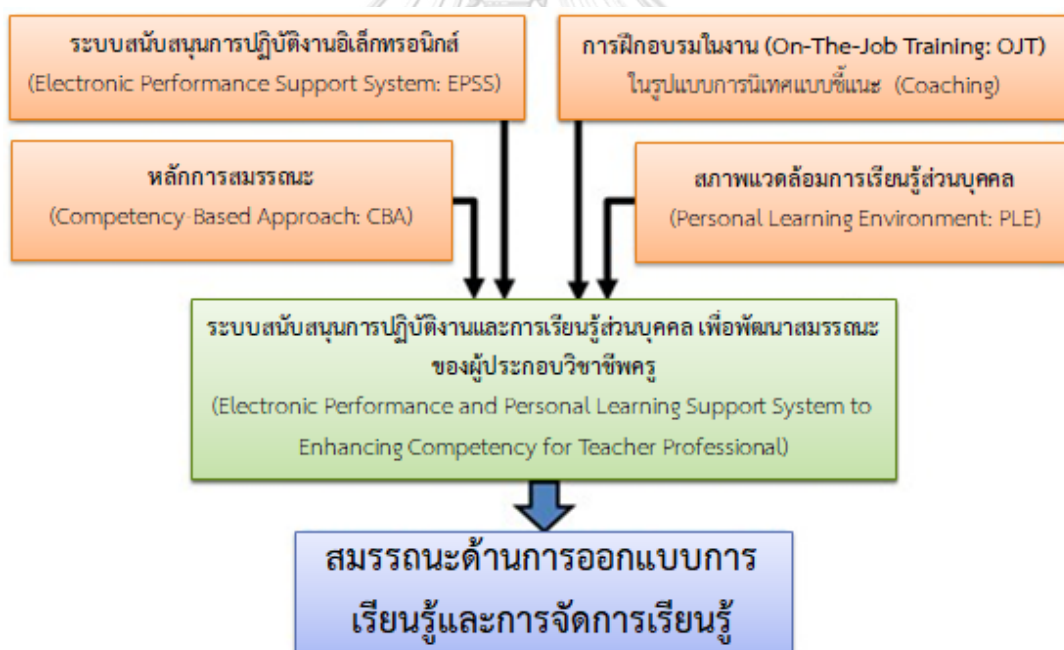 ระบบสนับสนุนการปฏิบัติงานอิเล็กทรอนิกส์
(Electronic Performance Support System: EPSS)
การฝึกอบรมในงาน (On-The-Job Training: OJT)
ในรูปแบบการนิเทศแบบชี้แนะ (Coaching)
หลักการสมรรถนะ
(Competency-Based Approach: CBA)
สภาพแวดล้อมการเรียนรู้ส่วนบุคคล
(Personal Learning Environment: PLE)
ระบบสนับสนุนการปฏิบัติงานและการเรียนรู้ส่วนบุคคล เพื่อพัฒนาสมรรถนะ
ของผู้ประกอบวิชาชีพครู
(Electronic Performance and Personal Learning Support System to
Enhancing Competency for Teacher Professional)
สมรรถนะด้านการออกแบบการ
เรียนรู้และการจัดการเรียนรู้